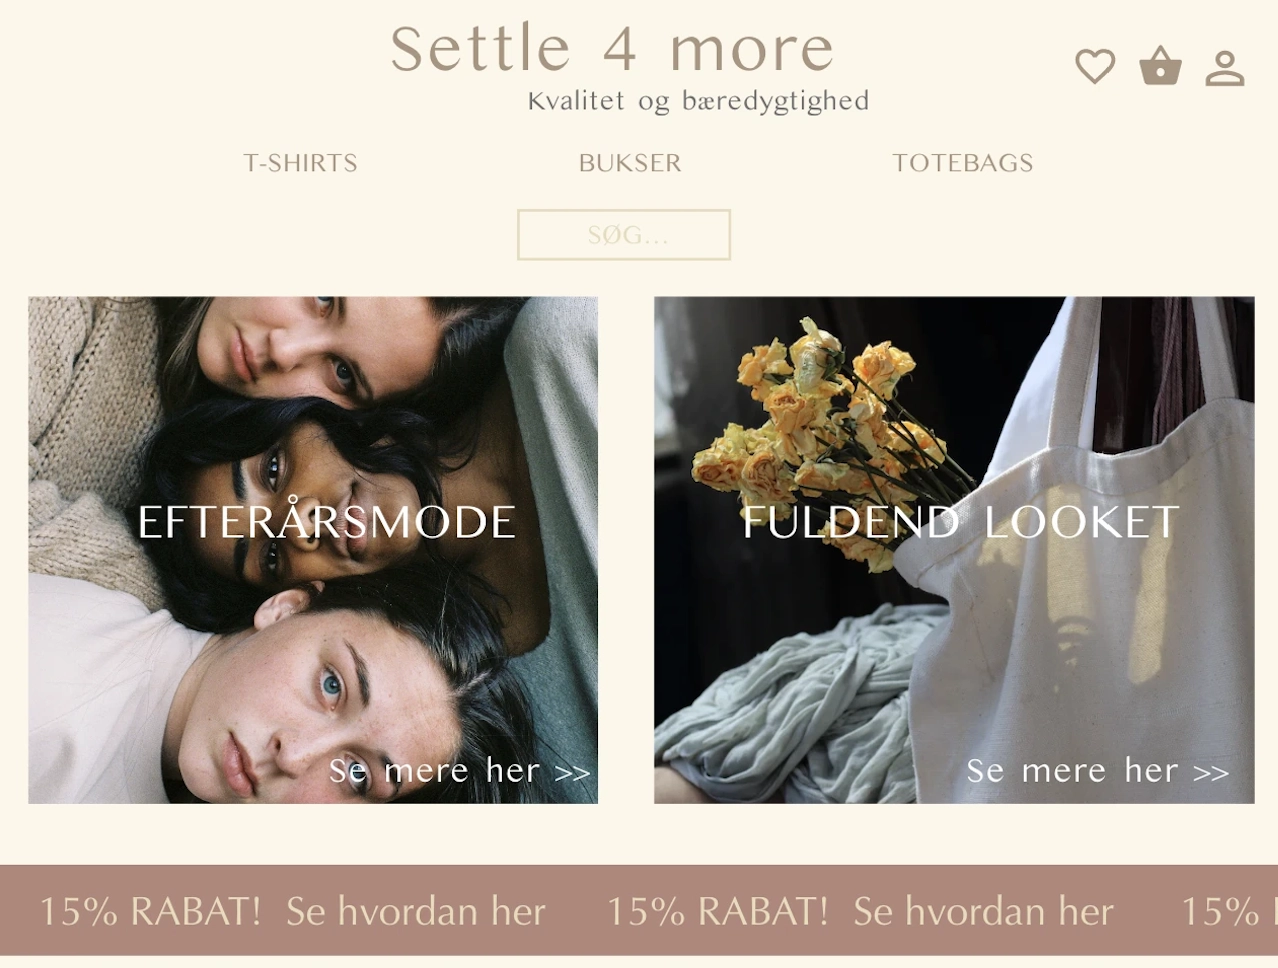 Settle 4 more
Kvalitet og bæredygtighed
T-SHIRTS
BUKSER
TOTEBAGS
SØG...
EFTERÅRSMODE
Se mere her >>
FULDEND LOOKET
Se mere her >>
15% RABAT! Se hvordan her 15% RABAT! Se hvordan her 15%